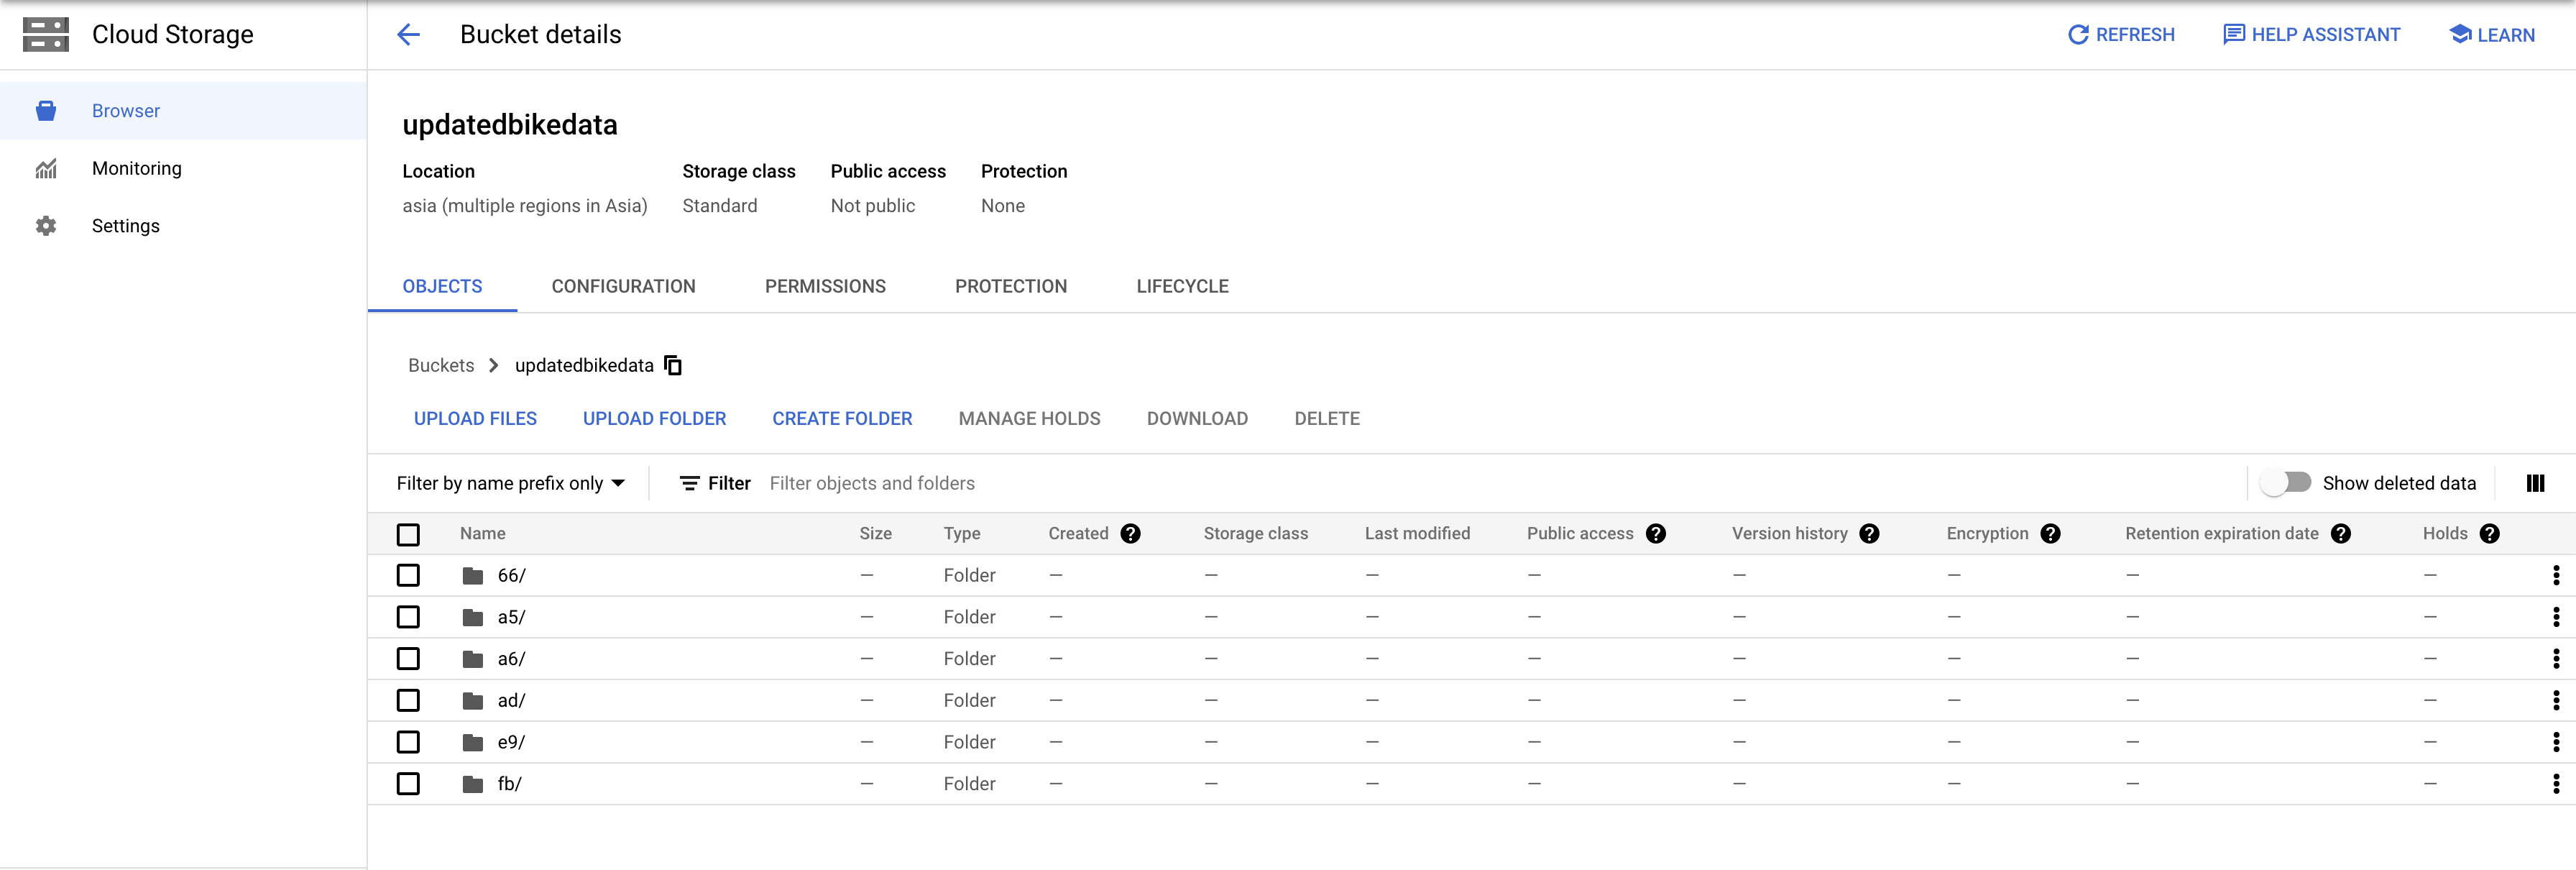 Cloud Storage
Bucket details
REFRESH
HELP ASSISTANT
LEARN
Browser
Monitoring
Settings
updatedbikedata
Location Storage class Public access Protection
asia (multiple regions in Asia) Standard Not public None
OBJECTS CONFIGURATION PERMISSIONS PROTECTION LIFECYCLE
Buckets > updatedbikedata
UPLOAD FILES UPLOAD FOLDER CREATE FOLDER MANAGE HOLDS DOWNLOAD DELETE
Filter by name prefix only Filter Filter objects and folders Show deleted data
Name Size Type Created ? Storage class Last modified Public access ? Version history ? Encryption ? Retention expiration date ? Holds ?
66/ — Folder — — — — — — — —
a5/ — Folder — — — — — — — —
a6/ — Folder — — — — — — — —
ad/ — Folder — — — — — — — —
e9/ — Folder — — — — — — — —
fb/ — Folder — — — — — — — —